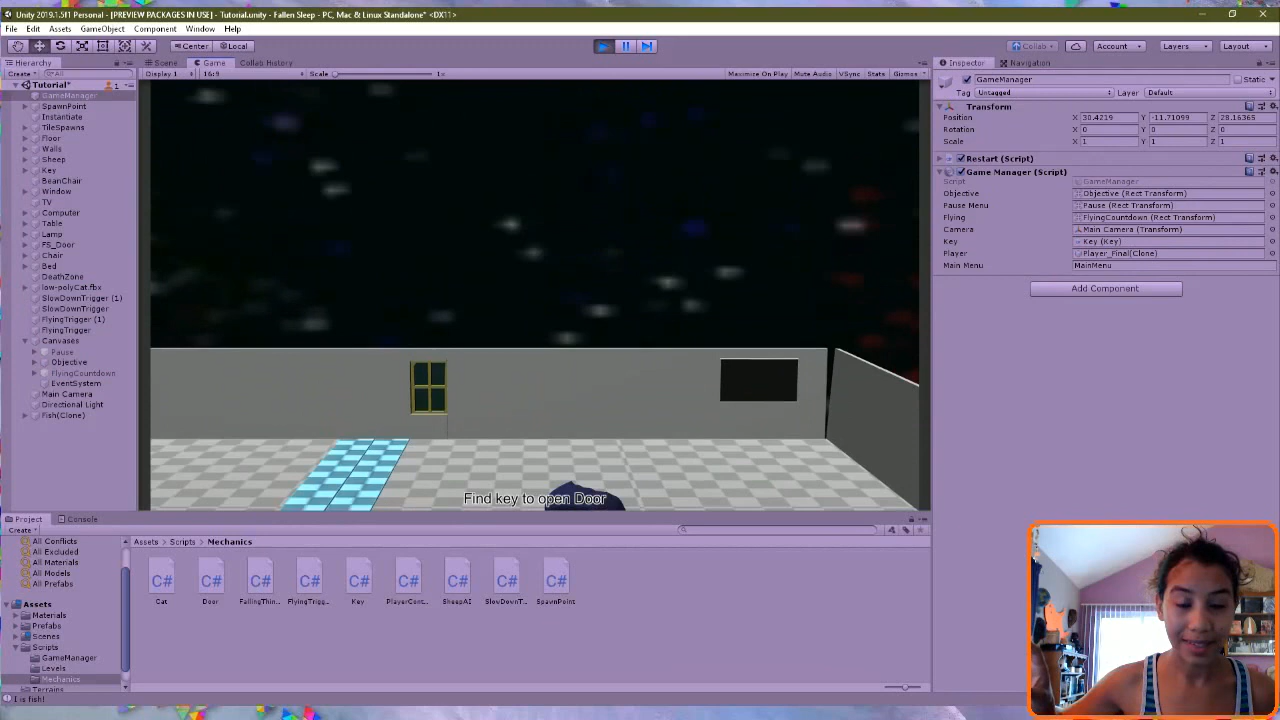 Unity 2019.1.5f1 Personal - [PREVIEW PACKAGES IN USE] - Tutorial.unity - Fallen Sleep - PC, Mac & Linux Standalone* <DX11>
File Edit Assets GameObject Component Window Help
Center Local Collab Account Layers Layout
Hierarchy Scene Game Collab History Inspector Navigation
Create All Display 1 16:9 Scale 1x Maximize On Play Mute Audio VSync Stats Gizmos
GameManager Static
Tag Untagged Layer Default
Tutorial* 1
GameManager
SpawnPoint
Instantiate
TileSpawns
Floor
Walls
Sheep
Key
BeanChair
Window
TV
Computer
Table
Lamp
FS_Door
Chair
Bed
DeathZone
low-polyCat.fbx
SlowDownTrigger (1)
SlowDownTrigger
FlyingTrigger (1)
FlyingTrigger
Canvases
Pause
Objective
FlyingCountdown
EventSystem
Main Camera
Directional Light
Fish(Clone)
Transform
Position X 30.4219 Y -11.71099 Z 28.16365
Rotation X 0 Y 0 Z 0
Scale X 1 Y 1 Z 1
Restart (Script)
Game Manager (Script)
Script GameManager
Objective Objective (Rect Transform)
Pause Menu Pause (Rect Transform)
Flying FlyingCountdown (Rect Transform)
Camera Main Camera (Transform)
Key Key (Key)
Player Player_Final(Clone)
Main Menu MainMenu
Add Component
Find key to open Door
Project Console
Create
All Conflicts
All Excluded
All Materials
All Models
All Prefabs
Assets
Materials
Prefabs
Scenes
Scripts
GameManager
Levels
Mechanics
Terrains
Assets Scripts Mechanics
C# C# C# C# C# C# C# C# C#
Cat Door FallingThin... FlyingTrigg... Key PlayerCont... SheepAI SlowDownT... SpawnPoint
I is fish!